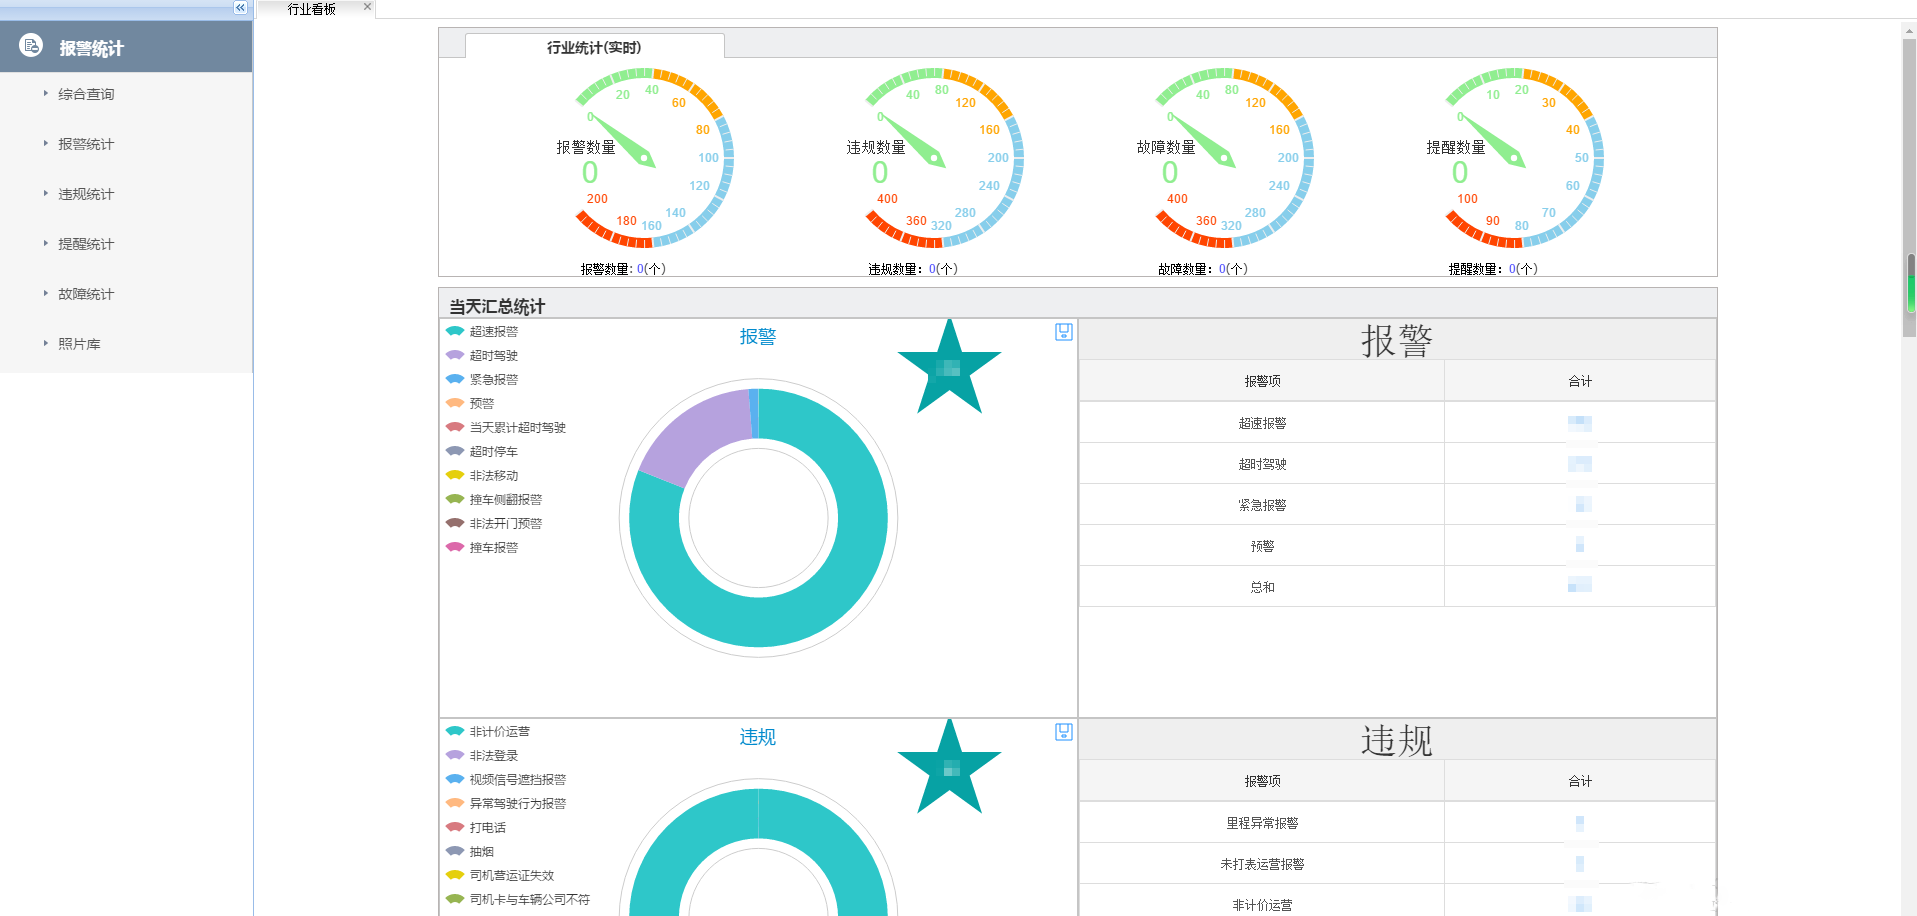 行业看板
报警统计
综合查询
报警统计
违规统计
提醒统计
故障统计
照片库
行业统计(实时)
0 20 40 60 80 100 120 140 160 180 200
报警数量
0
报警数量: 0(个)
0 40 80 120 160 200 240 280 320 360 400
违规数量
0
违规数量: 0(个)
0 40 80 120 160 200 240 280 320 360 400
故障数量
0
故障数量: 0(个)
0 10 20 30 40 50 60 70 80 90 100
提醒数量
0
提醒数量: 0(个)
当天汇总统计
报警
超速报警
超时驾驶
紧急报警
预警
当天累计超时驾驶
超时停车
非法移动
撞车侧翻报警
非法开门预警
撞车报警
报警
报警项 合计
超速报警
超时驾驶
紧急报警
预警
总和
违规
非计价运营
非法登录
视频信号遮挡报警
异常驾驶行为报警
打电话
抽烟
司机营运证失效
司机卡与车辆公司不符
违规
报警项 合计
里程异常报警
未打表运营报警
非计价运营